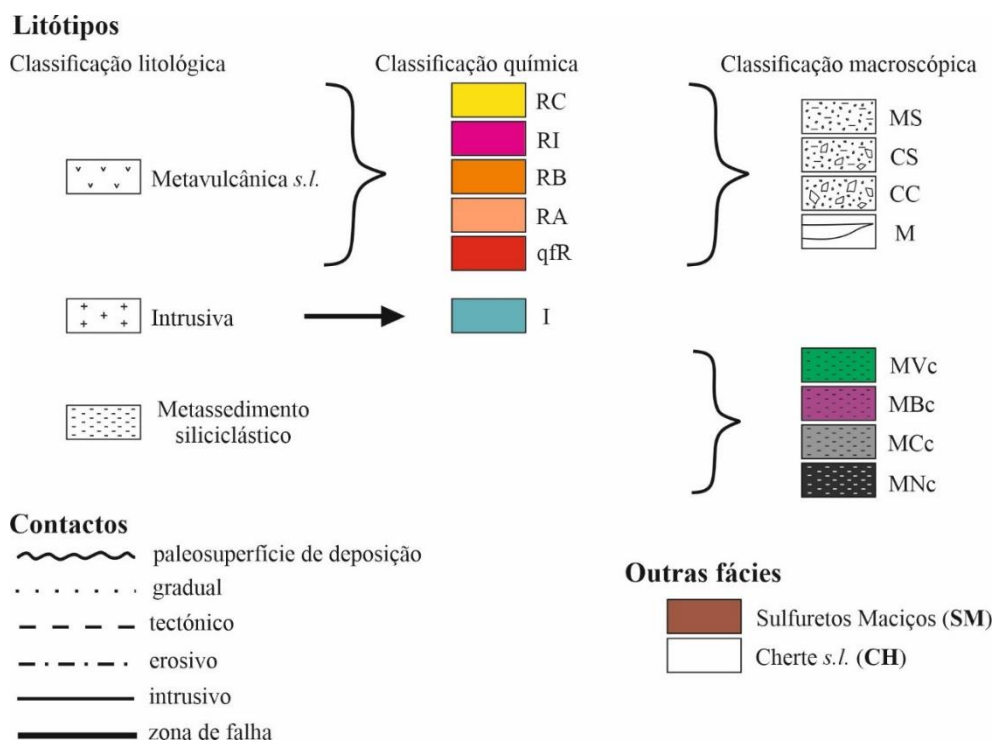 Litótipos
Classificação litológica
Classificação química
Classificação macroscópica
Metavulcânica s.l.
RC
RI
RB
RA
qfR
MS
CS
CC
M
Intrusiva
I
Metassedimento
siliciclástico
MVc
MBc
MCc
MNc
Contactos
paleosuperfície de deposição
gradual
tectónico
erosivo
intrusivo
zona de falha
Outras fácies
Sulfuretos Maciços (SM)
Cherte s.l. (CH)